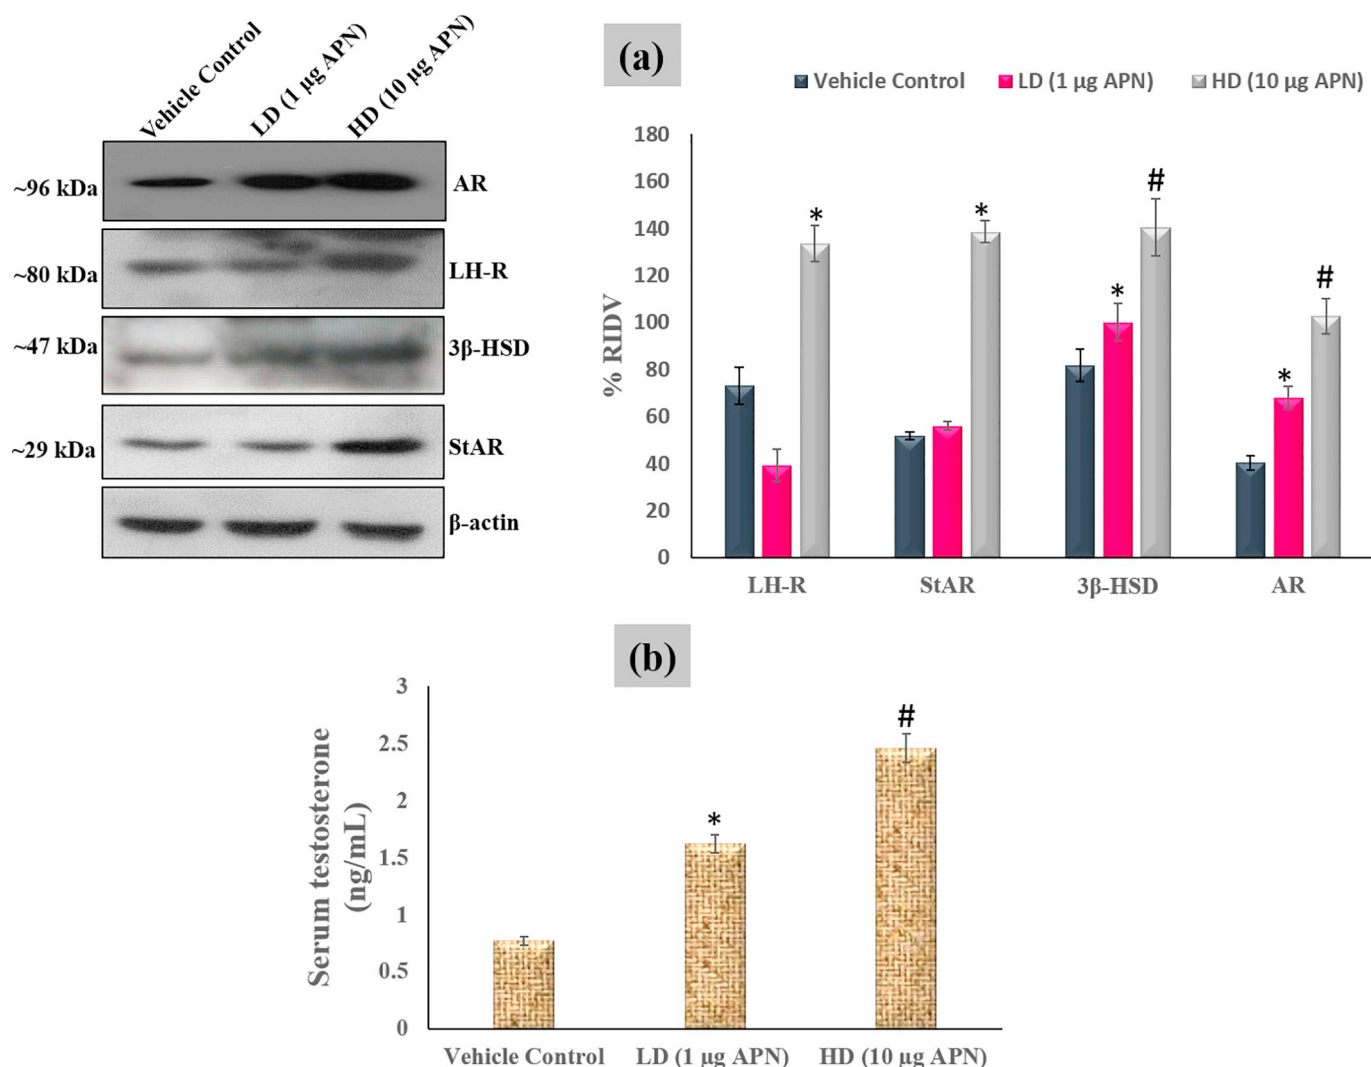 Vehicle Control
LD (1 µg APN)
HD (10 µg APN)
~96 kDa
AR
~80 kDa
LH-R
~47 kDa
3β-HSD
~29 kDa
StAR
β-actin
(a)
Vehicle Control LD (1 µg APN) HD (10 µg APN)
% RIDV
180
160
140
120
100
80
60
40
20
0
*
*
#
*
*
#
LH-R StAR 3β-HSD AR
(b)
Serum testosterone
(ng/mL)
3
2.5
2
1.5
1
0.5
0
*
#
Vehicle Control LD (1 µg APN) HD (10 µg APN)